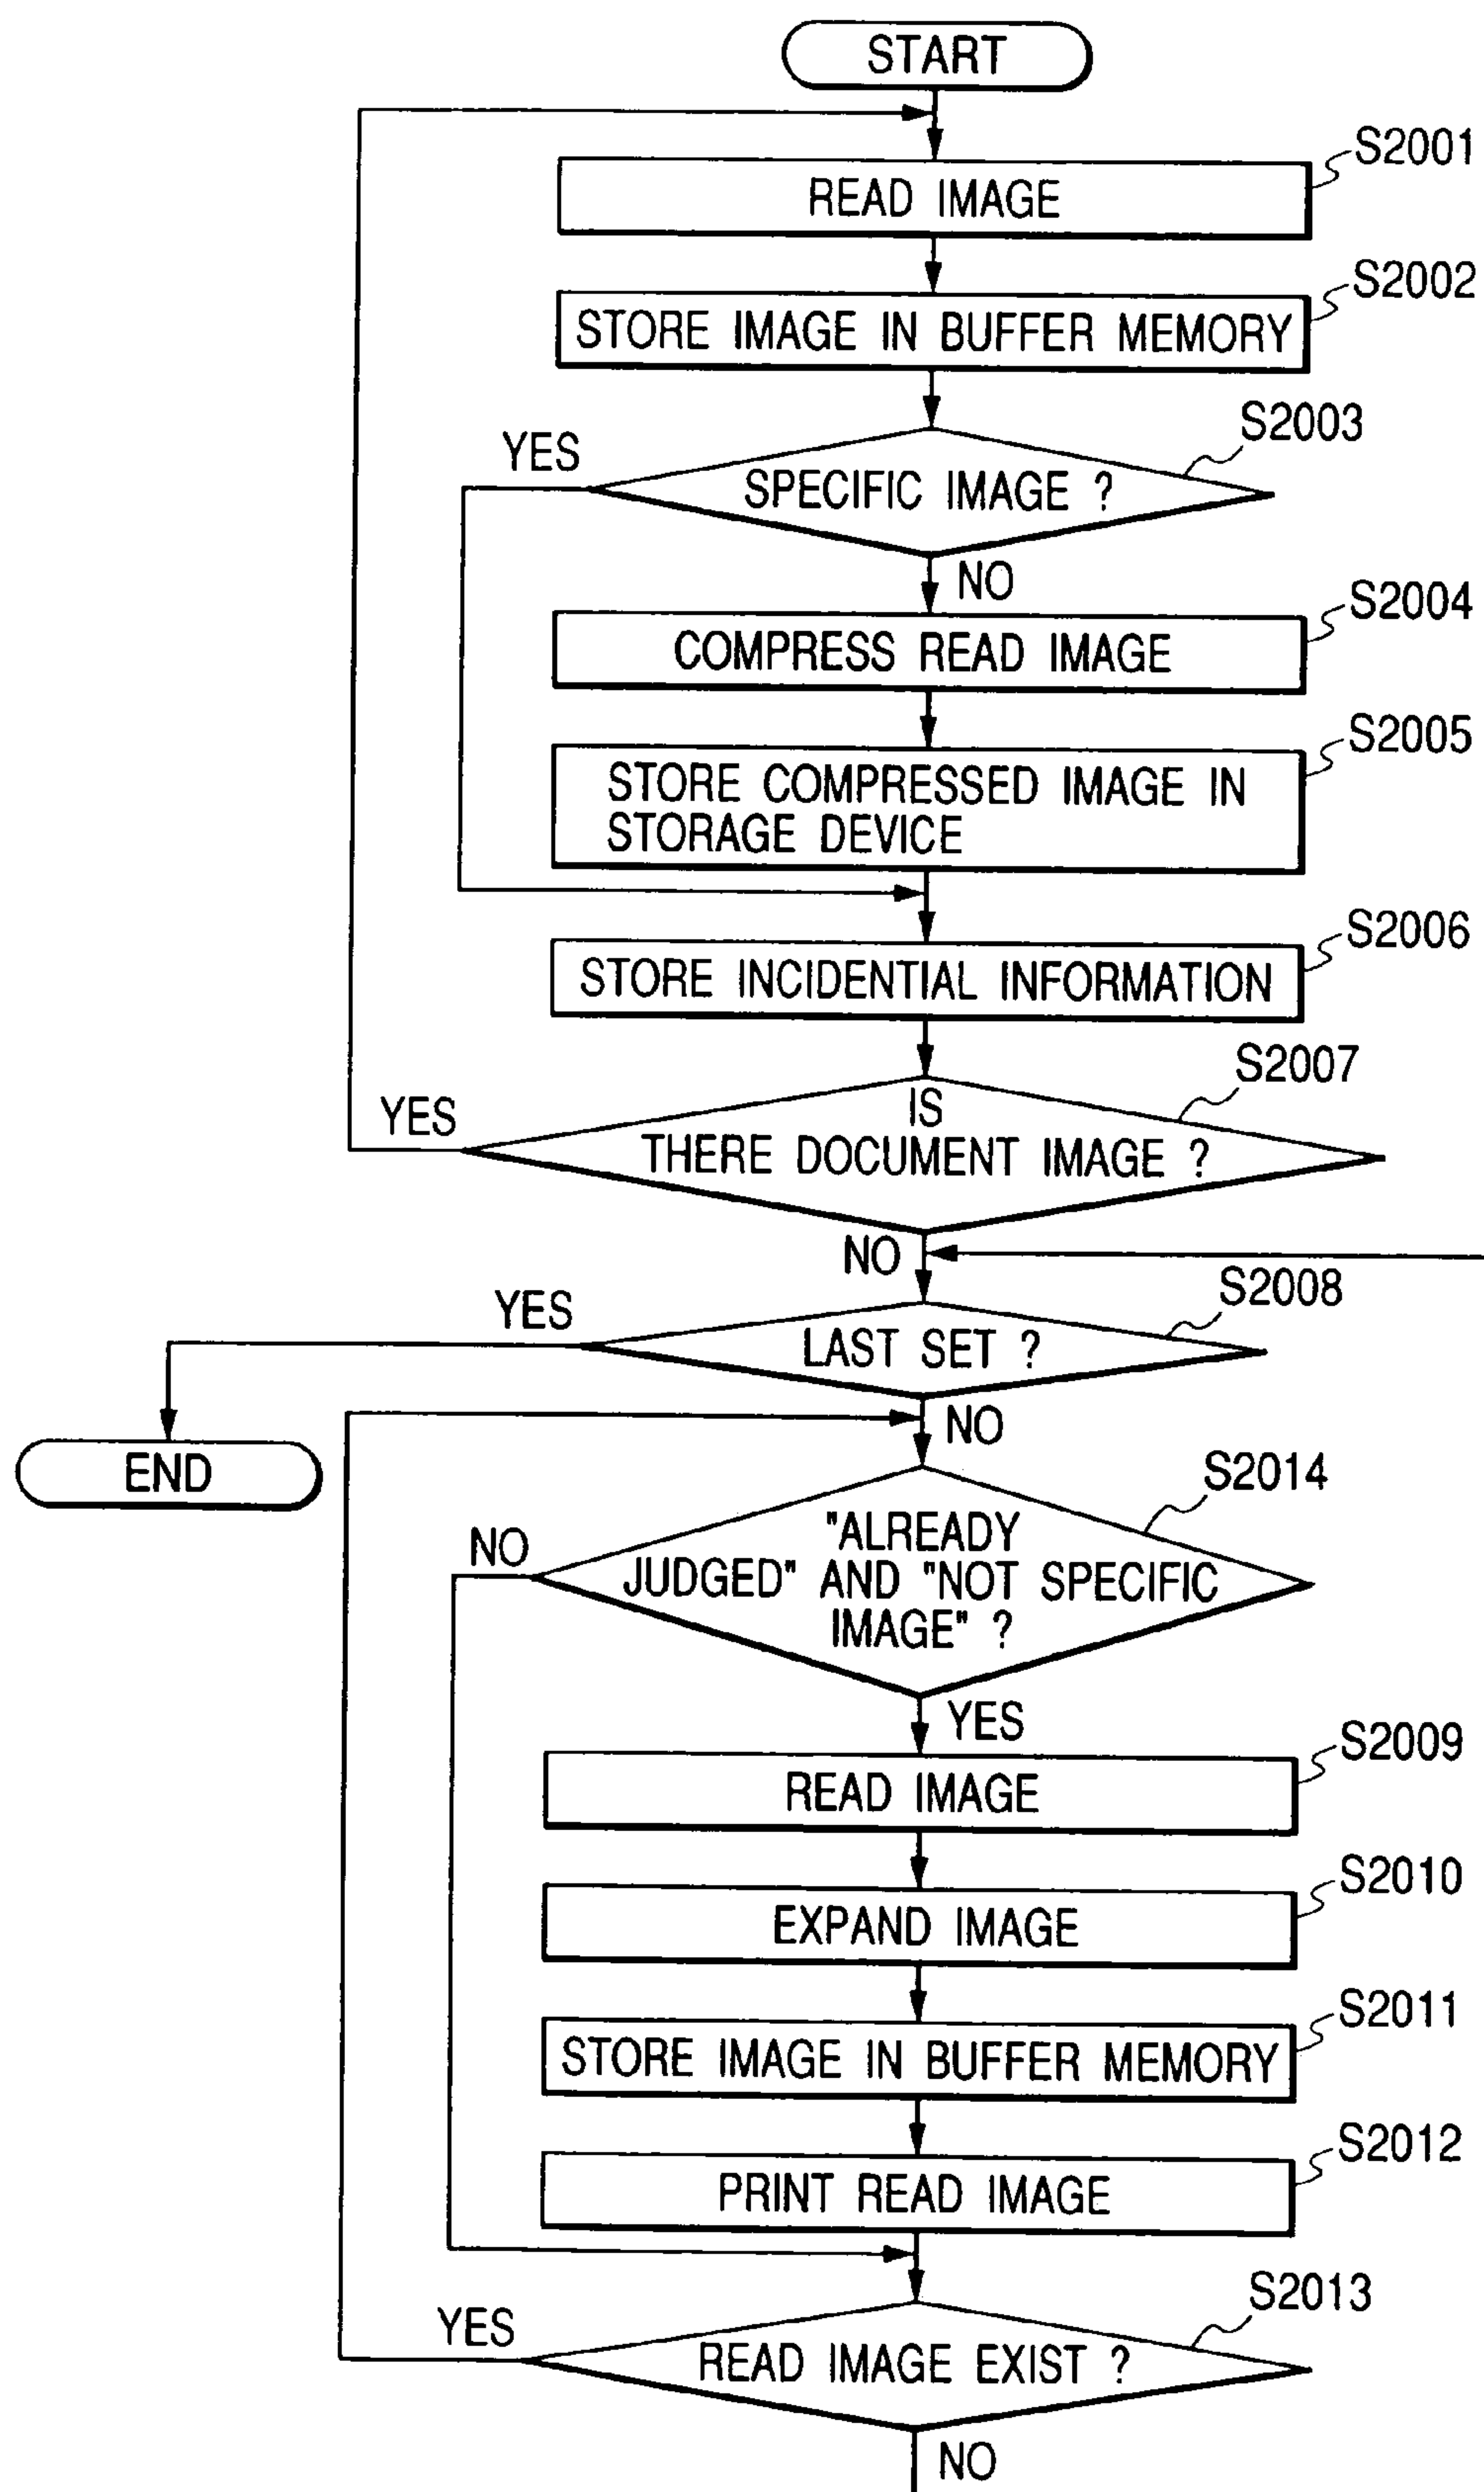 START
S2001
READ IMAGE
S2002
STORE IMAGE IN BUFFER MEMORY
S2003
YES
SPECIFIC IMAGE ?
NO
S2004
COMPRESS READ IMAGE
S2005
STORE COMPRESSED IMAGE IN
STORAGE DEVICE
S2006
STORE INCIDENTIAL INFORMATION
S2007
YES
IS
THERE DOCUMENT IMAGE ?
NO
S2008
YES
LAST SET ?
NO
END
S2014
NO
"ALREADY
JUDGED" AND "NOT SPECIFIC
IMAGE" ?
YES
S2009
READ IMAGE
S2010
EXPAND IMAGE
S2011
STORE IMAGE IN BUFFER MEMORY
S2012
PRINT READ IMAGE
S2013
YES
READ IMAGE EXIST ?
NO